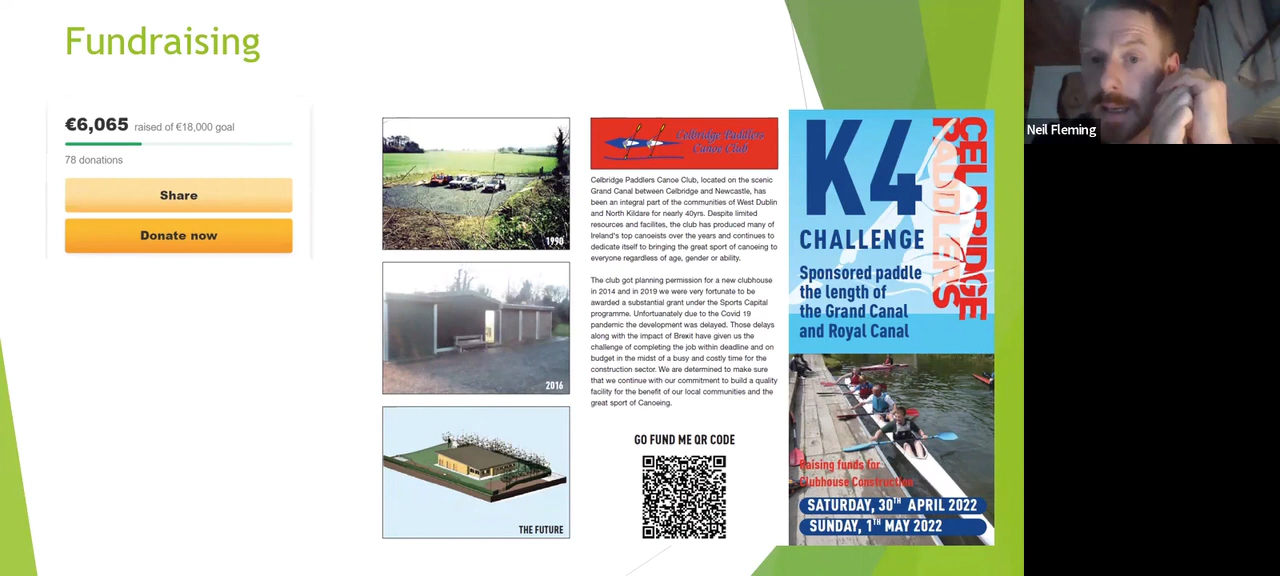 Fundraising
€6,065 raised of €18,000 goal
78 donations
Share
Donate now
1990
2016
THE FUTURE
Celbridge Paddlers
Canoe Club
Celbridge Paddlers Canoe Club, located on the scenic
Grand Canal between Celbridge and Newcastle, has
been an integral part of the communities of West Dublin
and North Kildare for nearly 40yrs. Despite limited
resources and facilites, the club has produced many of
Ireland's top canoeists over the years and continues to
dedicate itself to bringing the great sport of canoeing to
everyone regardless of age, gender or ability.
The club got planning permission for a new clubhouse
in 2014 and in 2019 we were very fortunate to be
awarded a substantial grant under the Sports Capital
programme. Unfortuanately due to the Covid 19
pandemic the development was delayed. Those delays
along with the impact of Brexit have given us the
challenge of completing the job within deadline and on
budget in the midst of a busy and costly time for the
construction sector. We are determined to make sure
that we continue with our commitment to build a quality
facility for the benefit of our local communities and the
great sport of Canoeing.
GO FUND ME QR CODE
K4
CHALLENGE
CELBRIDGE
PADDLERS
Sponsored paddle
the length of
the Grand Canal
and Royal Canal
Raising funds for
Clubhouse Construction
SATURDAY, 30TH APRIL 2022
SUNDAY, 1ST MAY 2022
Neil Fleming